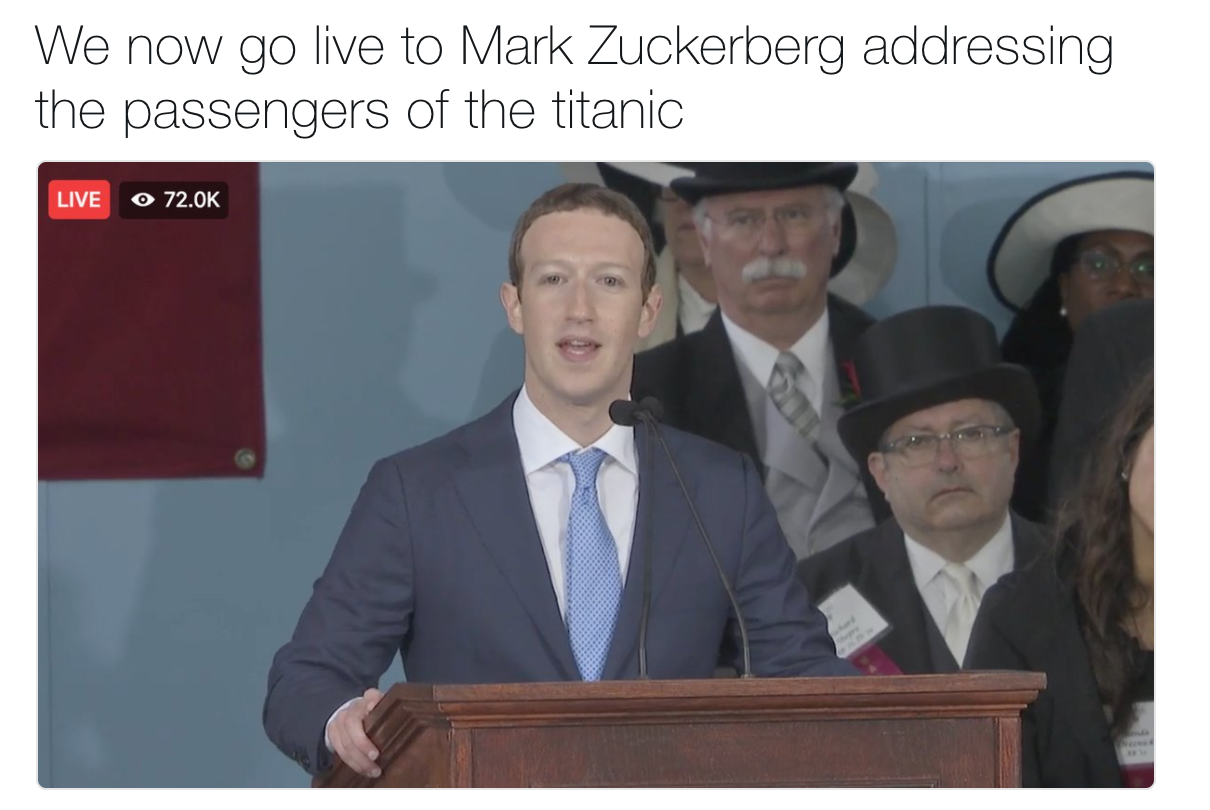 We now go live to Mark Zuckerberg addressing
the passengers of the titanic
LIVE 72.0K